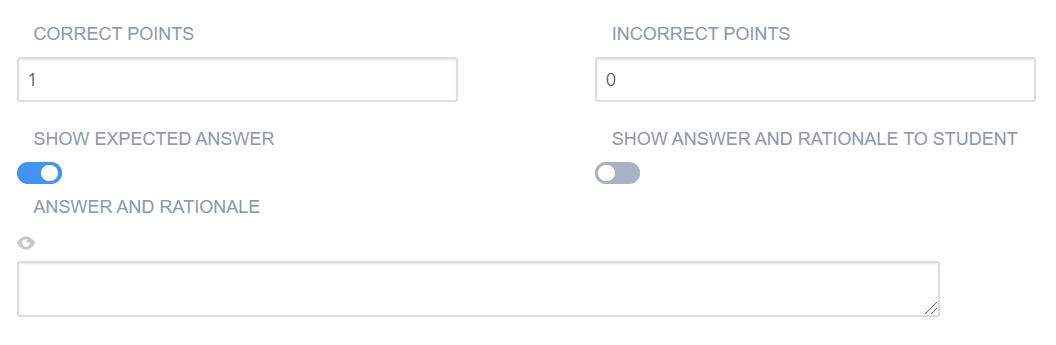 CORRECT POINTS
INCORRECT POINTS
1
0
SHOW EXPECTED ANSWER
SHOW ANSWER AND RATIONALE TO STUDENT
ANSWER AND RATIONALE